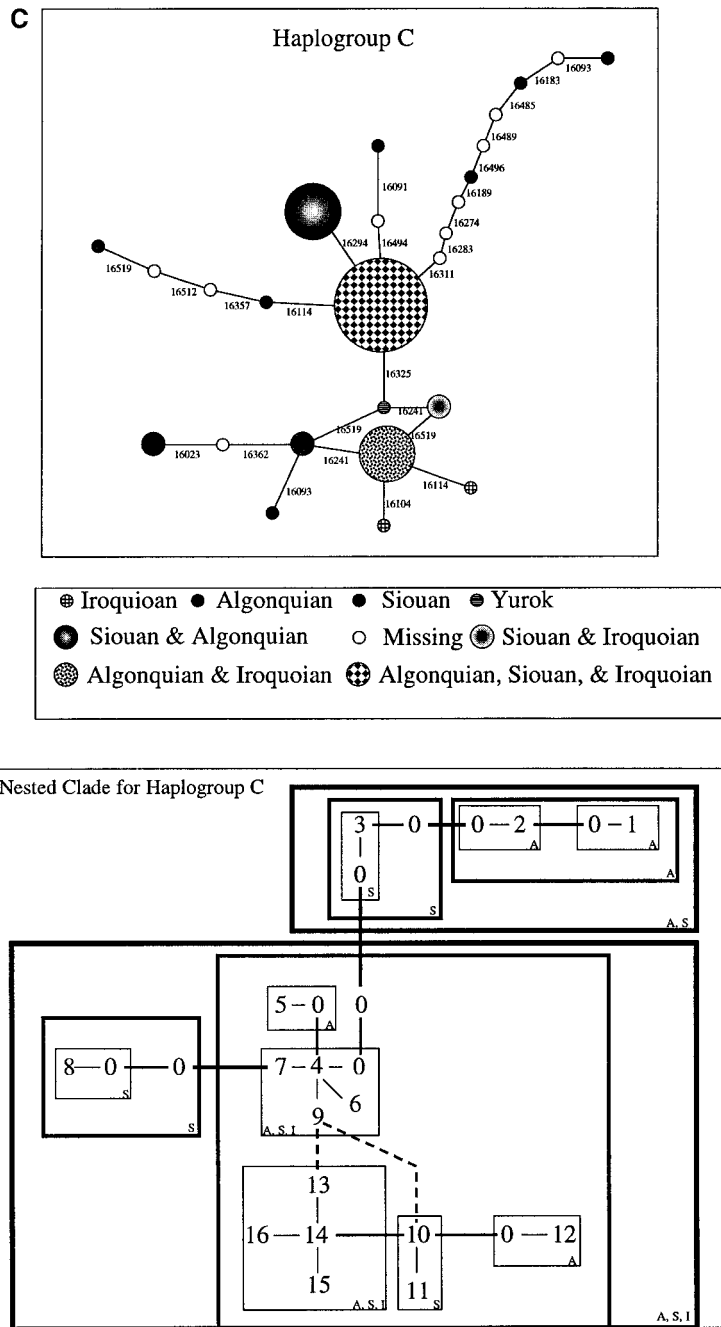 C
Haplogroup C
16093
16183
16485
16489
16496
16189
16274
16283
16311
16091
16494
16294
16519
16512
16357
16114
16325
16241
16519
16519
16023
16362
16241
16093
16104
16114
Iroquioan Algonquian Siouan Yurok
Siouan & Algonquian Missing Siouan & Iroquoian
Algonquian & Iroquoian Algonquian, Siouan, & Iroquoian
Nested Clade for Haplogroup C
3 0 0 2 0 1
A A
0
S
A
S
A, S
5 0 0
A
8 0 0 7 4 0
S
6
S
9
A, S, I
13
16 14 10 0 12
A
15 11
A, S, I S
A, S, I